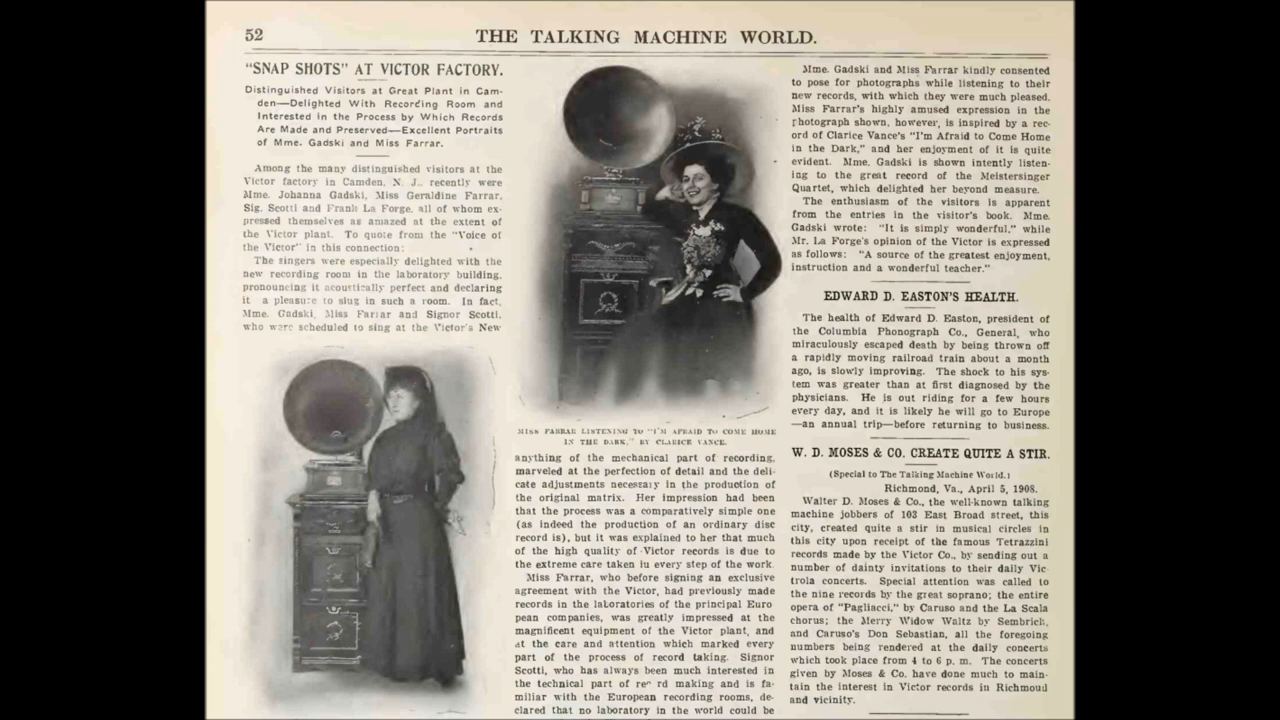 52
THE TALKING MACHINE WORLD.
"SNAP SHOTS" AT VICTOR FACTORY.
Distinguished Visitors at Great Plant in Cam-
den—Delighted With Recording Room and
Interested in the Process by Which Records
Are Made and Preserved—Excellent Portraits
of Mme. Gadski and Miss Farrar.
Among the many distinguished visitors at the
Victor factory in Camden, N. J., recently were
Mme. Johanna Gadski, Miss Geraldine Farrar,
Sig. Scotti and Frank La Forge, all of whom ex-
pressed themselves as amazed at the extent of
the Victor plant. To quote from the "Voice of
the Victor" in this connection:
The singers were especially delighted with the
new recording room in the laboratory building,
pronouncing it acoustically perfect and declaring
it a pleasure to sing in such a room. In fact,
Mme. Gadski, Miss Farrar and Signor Scotti,
who were scheduled to sing at the Victor's New
MISS FARRAR LISTENING TO "I'M AFRAID TO COME HOME
IN THE DARK," BY CLARICE VANCE.
anything of the mechanical part of recording,
marveled at the perfection of detail and the deli-
cate adjustments necessary in the production of
the original matrix. Her impression had been
that the process was a comparatively simple one
(as indeed the production of an ordinary disc
record is), but it was explained to her that much
of the high quality of Victor records is due to
the extreme care taken in every step of the work.
Miss Farrar, who before signing an exclusive
agreement with the Victor, had previously made
records in the laboratories of the principal Euro
pean companies, was greatly impressed at the
magnificent equipment of the Victor plant, and
at the care and attention which marked every
part of the process of record taking. Signor
Scotti, who has always been much interested in
the technical part of re rd making and is fa-
miliar with the European recording rooms, de-
clared that no laboratory in the world could be
Mme. Gadski and Miss Farrar kindly consented
to pose for photographs while listening to their
new records, with which they were much pleased.
Miss Farrar's highly amused expression in the
photograph shown, however, is inspired by a rec-
ord of Clarice Vance's "I'm Afraid to Come Home
in the Dark," and her enjoyment of it is quite
evident. Mme. Gadski is shown intently listen-
ing to the great record of the Meistersinger
Quartet, which delighted her beyond measure.
The enthusiasm of the visitors is apparent
from the entries in the visitor's book. Mme.
Gadski wrote: "It is simply wonderful," while
Mr. La Forge's opinion of the Victor is expressed
as follows: "A source of the greatest enjoyment,
instruction and a wonderful teacher."
EDWARD D. EASTON'S HEALTH.
The health of Edward D. Easton, president of
the Columbia Phonograph Co., General, who
miraculously escaped death by being thrown off
a rapidly moving railroad train about a month
ago, is slowly improving. The shock to his sys-
tem was greater than at first diagnosed by the
physicians. He is out riding for a few hours
every day, and it is likely he will go to Europe
—an annual trip—before returning to business.
W. D. MOSES & CO. CREATE QUITE A STIR.
(Special to The Talking Machine World.)
Richmond, Va., April 5, 1908.
Walter D. Moses & Co., the well-known talking
machine jobbers of 103 East Broad street, this
city, created quite a stir in musical circles in
this city upon receipt of the famous Tetrazzini
records made by the Victor Co., by sending out a
number of dainty invitations to their daily Vic
trola concerts. Special attention was called to
the nine records by the great soprano; the entire
opera of "Pagliacci," by Caruso and the La Scala
chorus; the Merry Widow Waltz by Sembrich,
and Caruso's Don Sebastian, all the foregoing
numbers being rendered at the daily concerts
which took place from 4 to 6 p. m. The concerts
given by Moses & Co. have done much to main-
tain the interest in Victor records in Richmond
and vicinity.